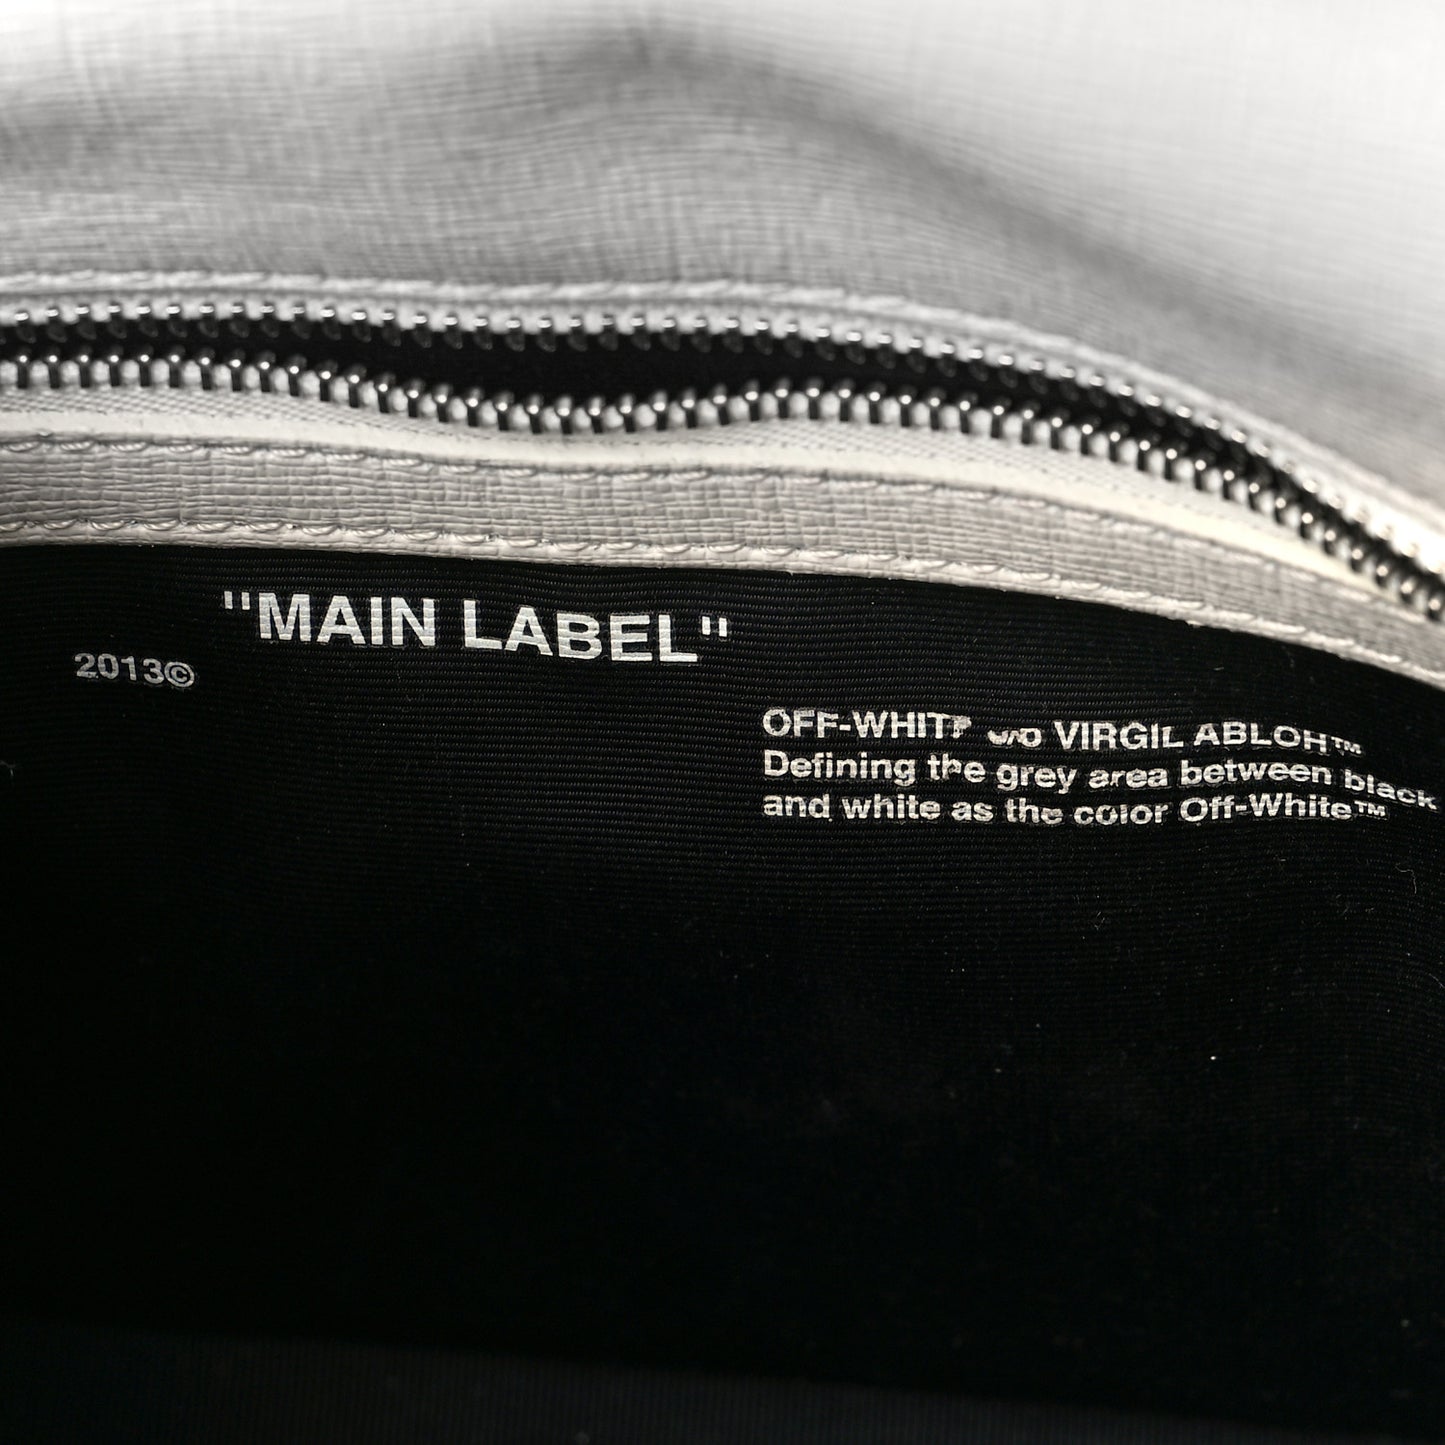 "MAIN LABEL"
2013©
OFF-WHITE c/o VIRGIL ABLOH™
Defining the grey area between black
and white as the color Off-White™